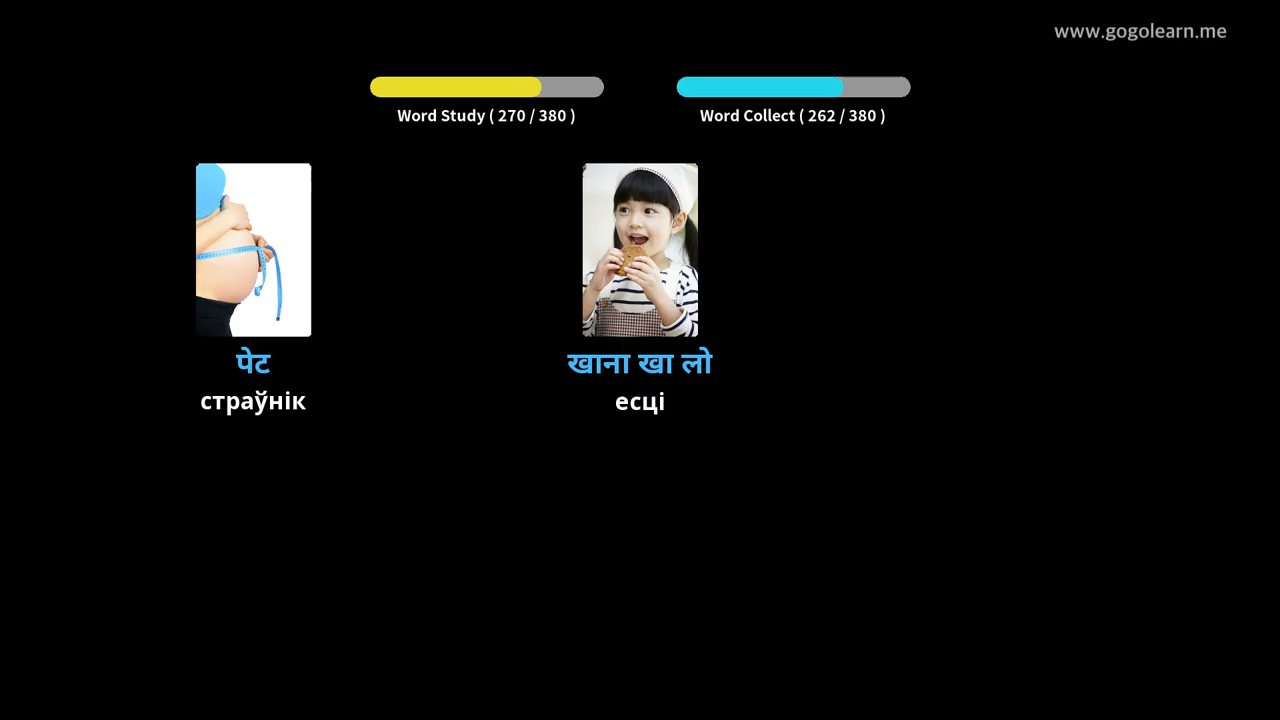 www.gogolearn.me
Word Study ( 270 / 380 )
Word Collect ( 262 / 380 )
पेट
страўнік
खाना खा लो
есці